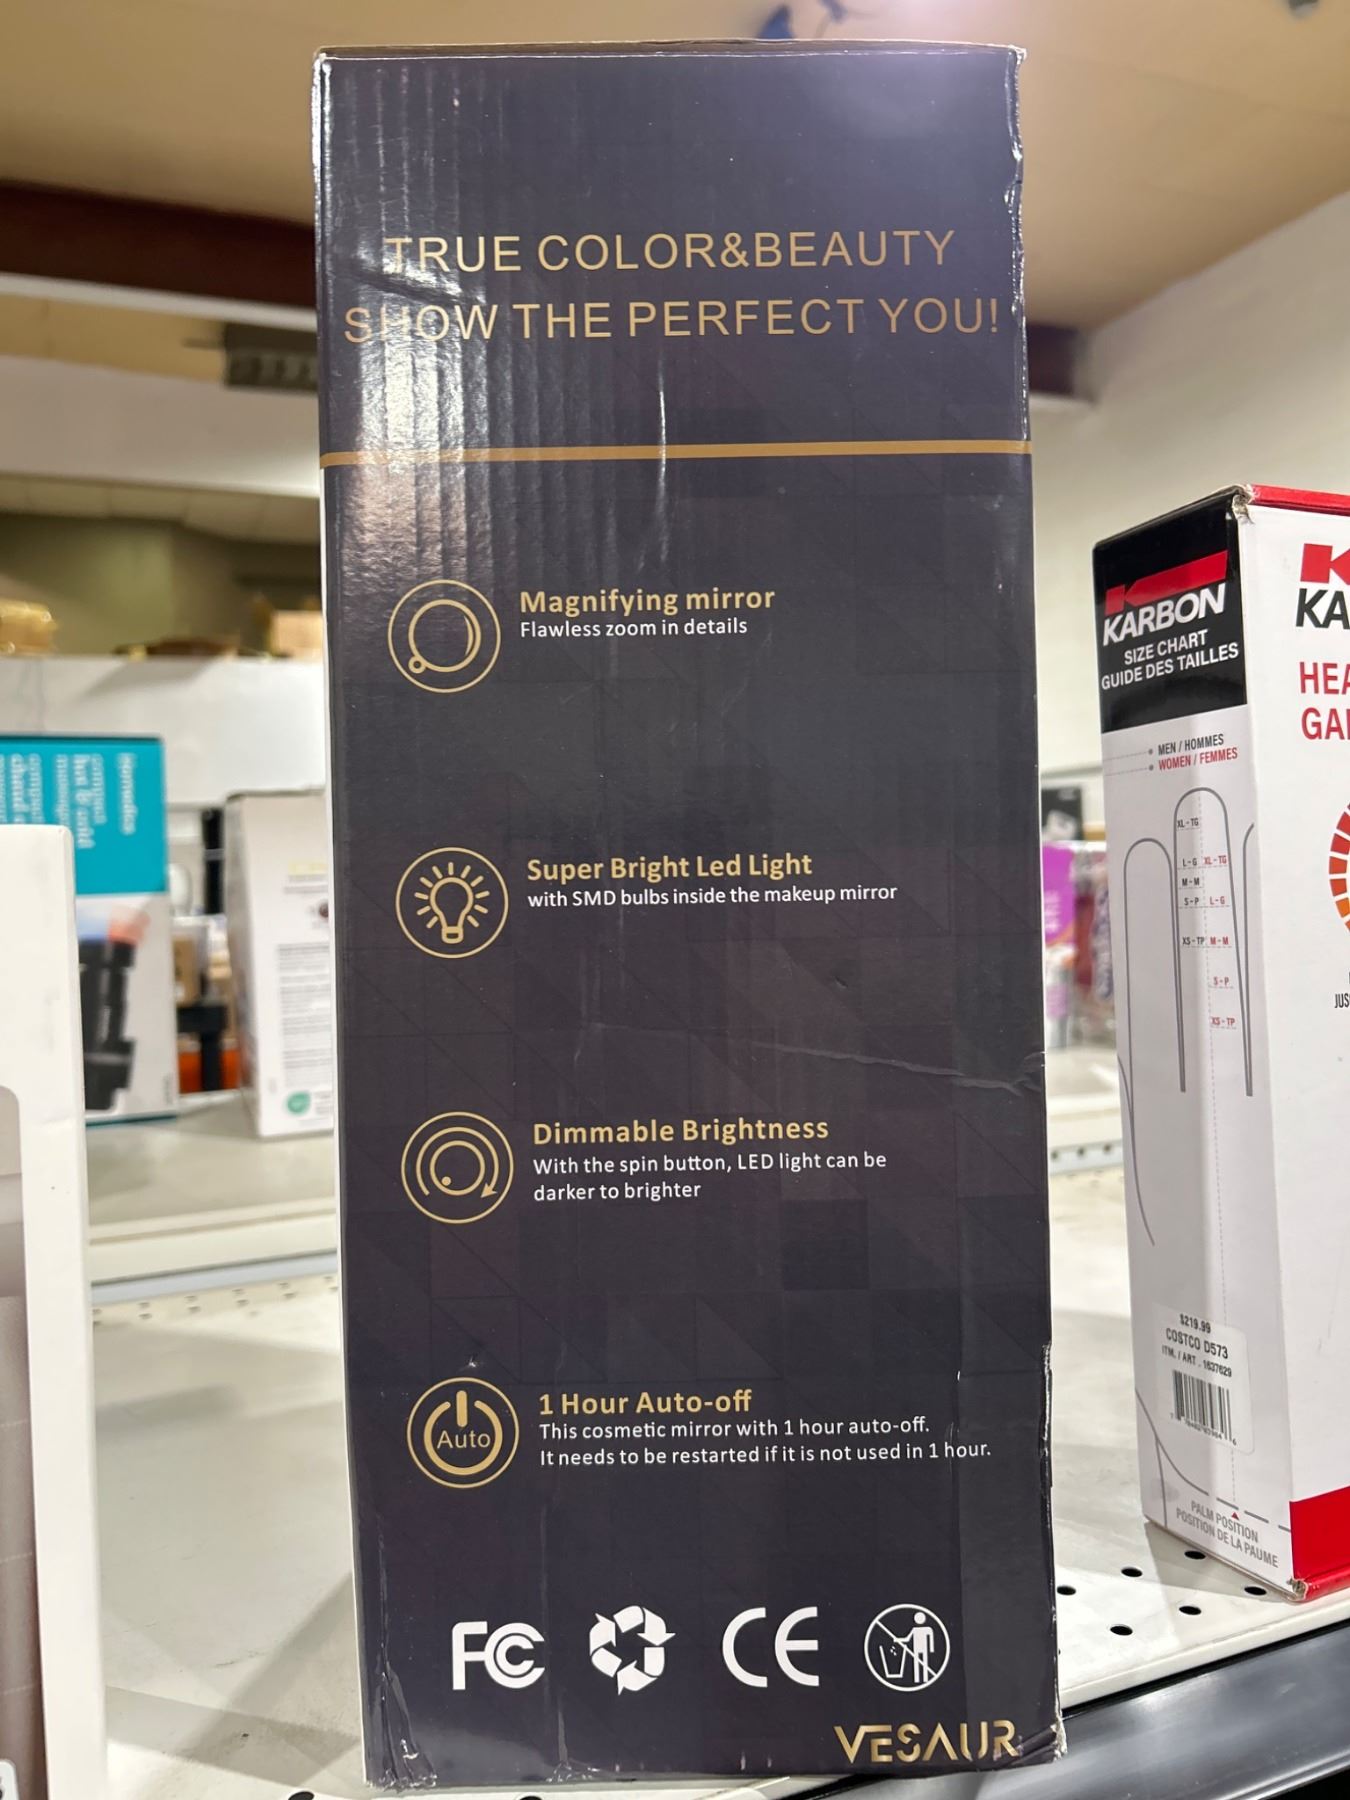 TRUE COLOR&BEAUTY
SHOW THE PERFECT YOU!
Magnifying mirror
Flawless zoom in details
Super Bright Led Light
with SMD bulbs inside the makeup mirror
Dimmable Brightness
With the spin button, LED light can be
darker to brighter
Auto
1 Hour Auto-off
This cosmetic mirror with 1 hour auto-off.
It needs to be restarted if it is not used in 1 hour.
FC CE
VESAUR
KARBON
SIZE CHART
GUIDE DES TAILLES
MEN / HOMMES
WOMEN / FEMMES
XL-TG
L-G XL-TG
M-M
S-P L-G
XS-TP M-M
S-P
XS-TP
$219.99
COSTCO D573
ITM. / ART. 1637629
PALM POSITION
POSITION DE LA PAUME
KA
HEA
GA
JUS
homedics